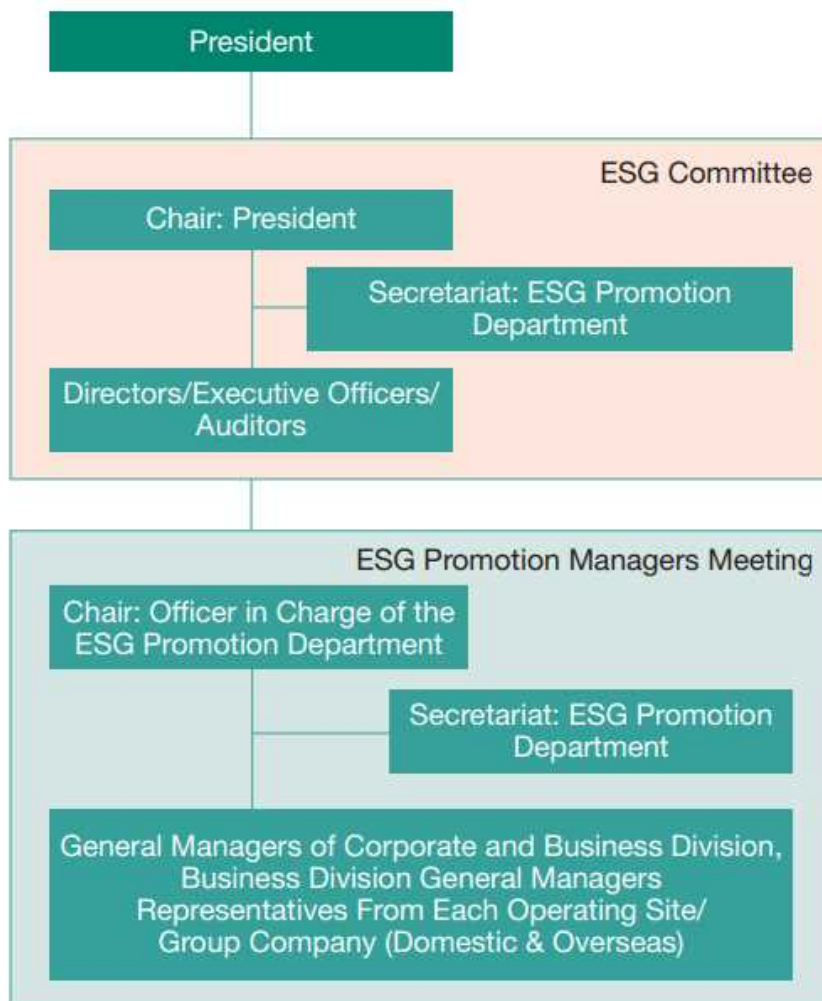 President
ESG Committee
Chair: President
Secretariat: ESG Promotion
Department
Directors/Executive Officers/
Auditors
ESG Promotion Managers Meeting
Chair: Officer in Charge of the
ESG Promotion Department
Secretariat: ESG Promotion
Department
General Managers of Corporate and Business Division,
Business Division General Managers
Representatives From Each Operating Site/
Group Company (Domestic & Overseas)